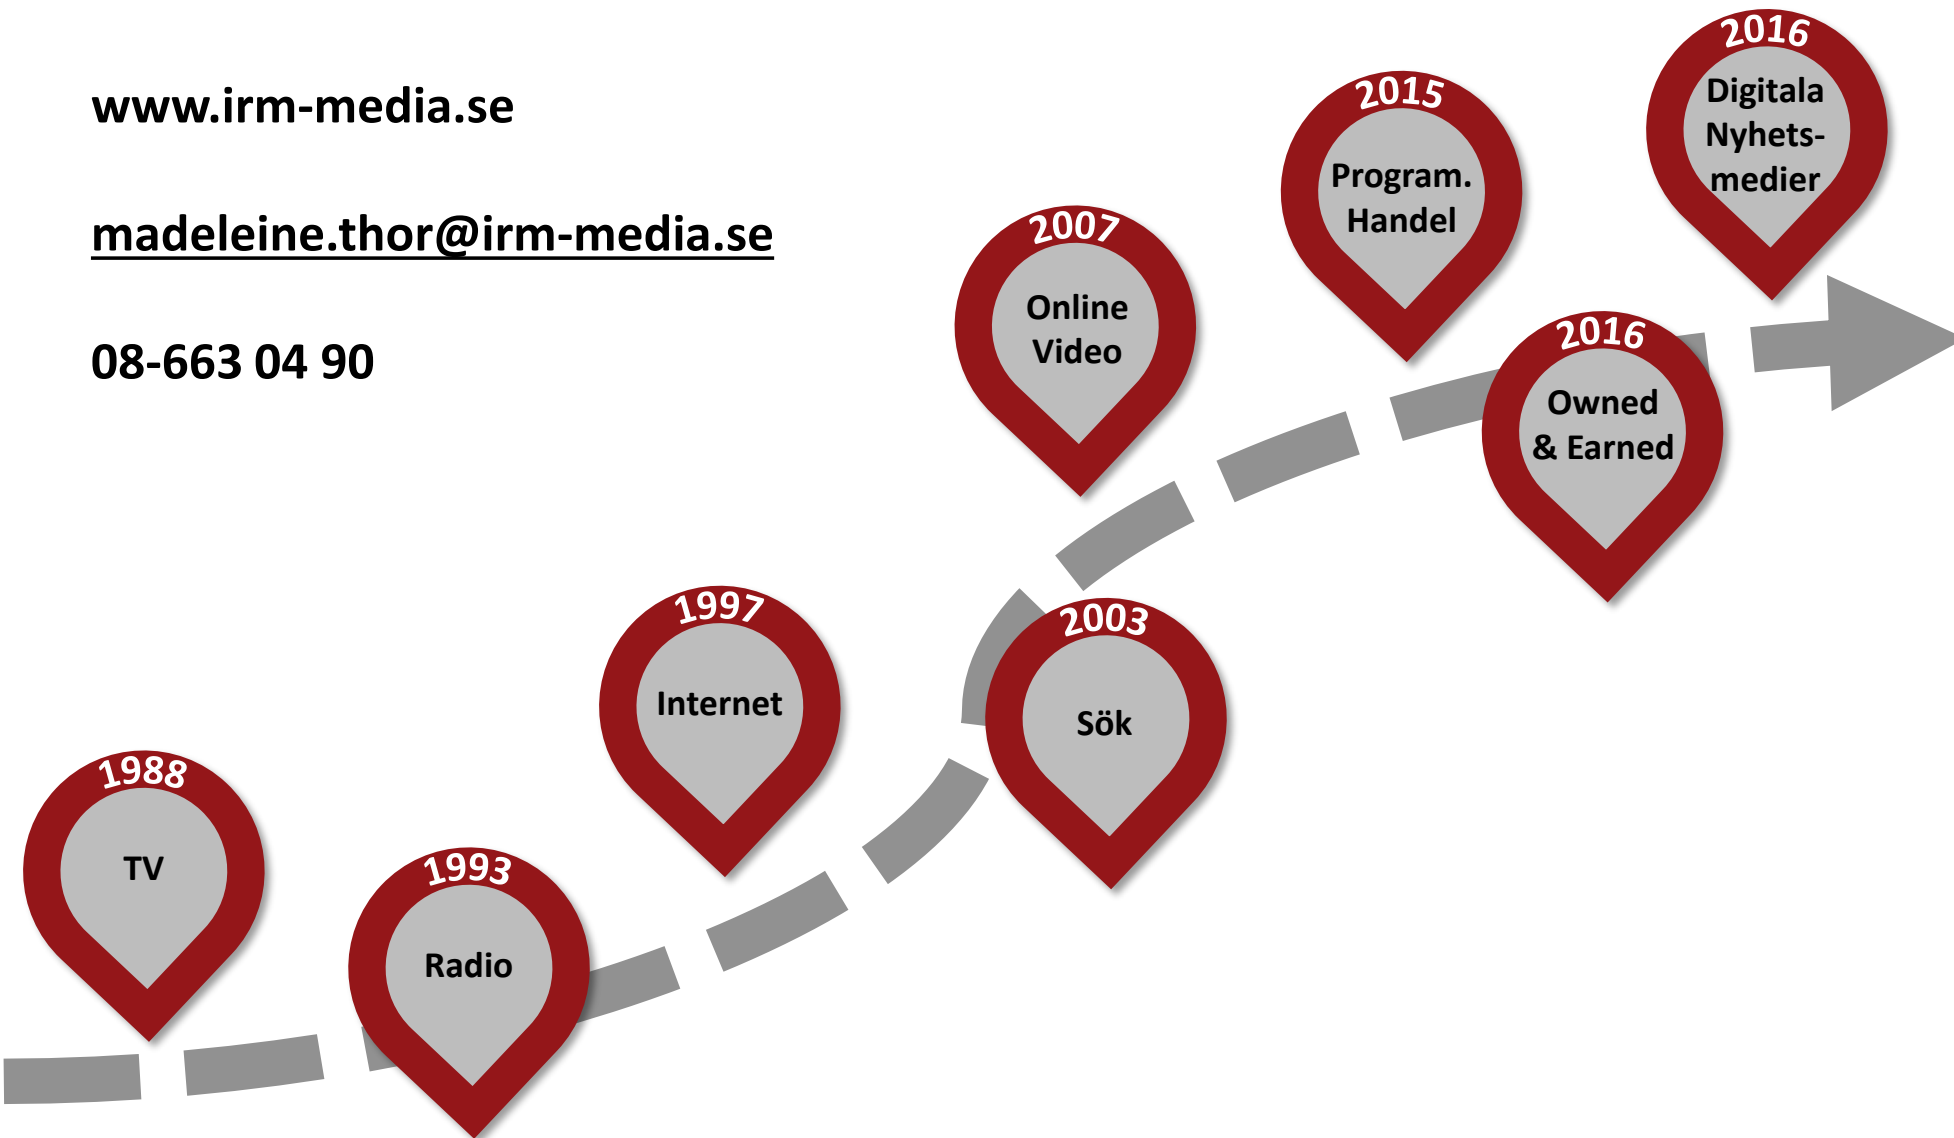 www.irm-media.se
madeleine.thor@irm-media.se
08-663 04 90
1988
TV
1993
Radio
1997
Internet
2003
Sök
2007
Online
Video
2015
Program.
Handel
2016
Owned
& Earned
2016
Digitala
Nyhets-
medier